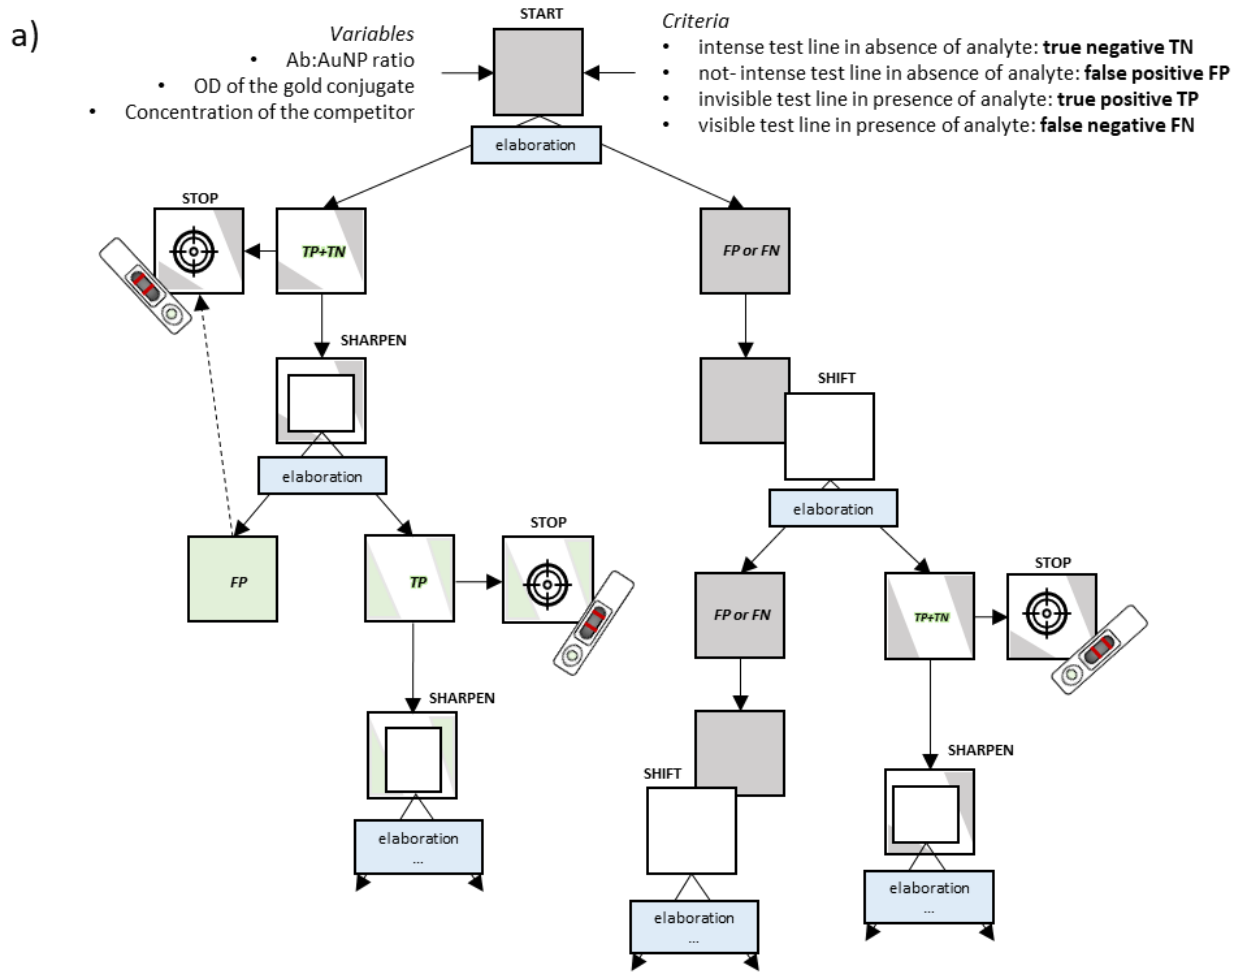 a)
START
Variables
• Ab:AuNP ratio
• OD of the gold conjugate
• Concentration of the competitor
Criteria
• intense test line in absence of analyte: true negative TN
• not- intense test line in absence of analyte: false positive FP
• invisible test line in presence of analyte: true positive TP
• visible test line in presence of analyte: false negative FN
elaboration
STOP
TP+TN
FP or FN
SHARPEN
SHIFT
elaboration
elaboration
FP
TP
STOP
FP or FN
TP+TN
STOP
SHARPEN
SHIFT
SHARPEN
elaboration
...
elaboration
...
elaboration
...